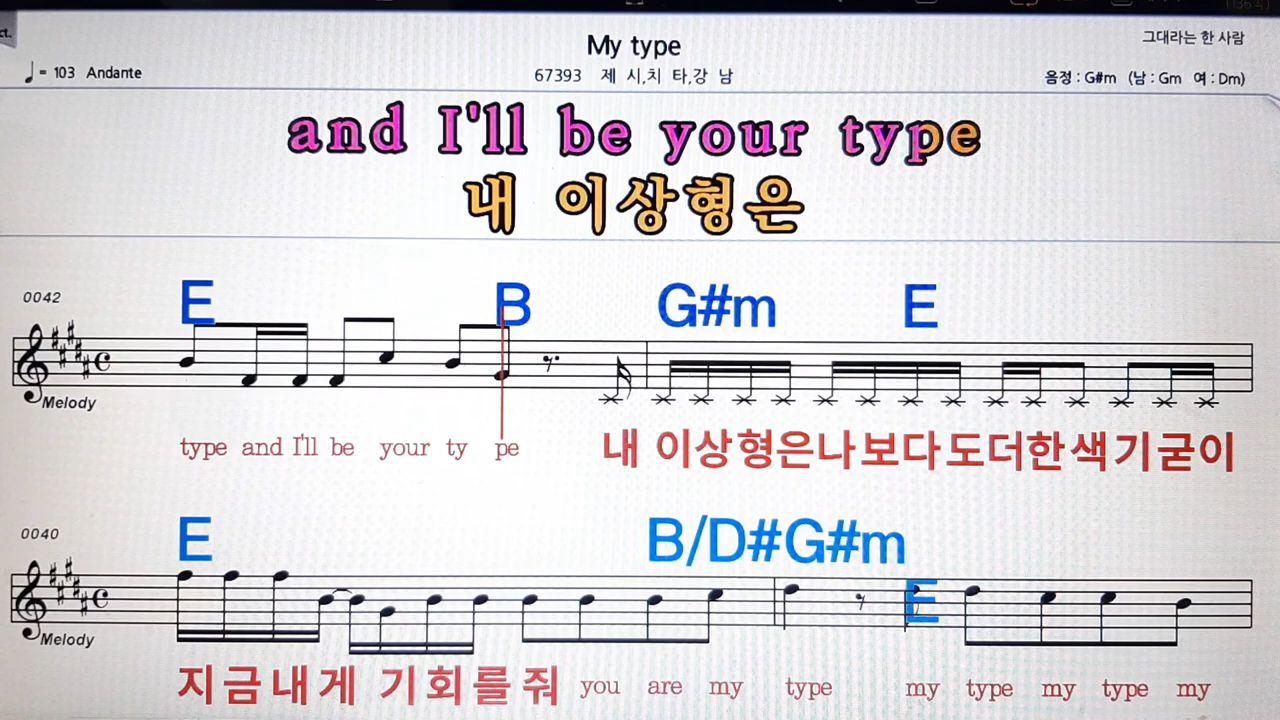 ct.
My type
그대라는 한 사람
= 103 Andante
67393 제 시,치 타,강 남
음정 : G#m (남 : Gm 여 : Dm)
and I'll be your type
내 이상형은
0042
E B G#m E
Melody
type and I'll be your ty pe 내 이상형은나보다도더한색기굳이
0040
E B/D#G#m
E
Melody
지금내게 기회를줘 you are my type my type my type my